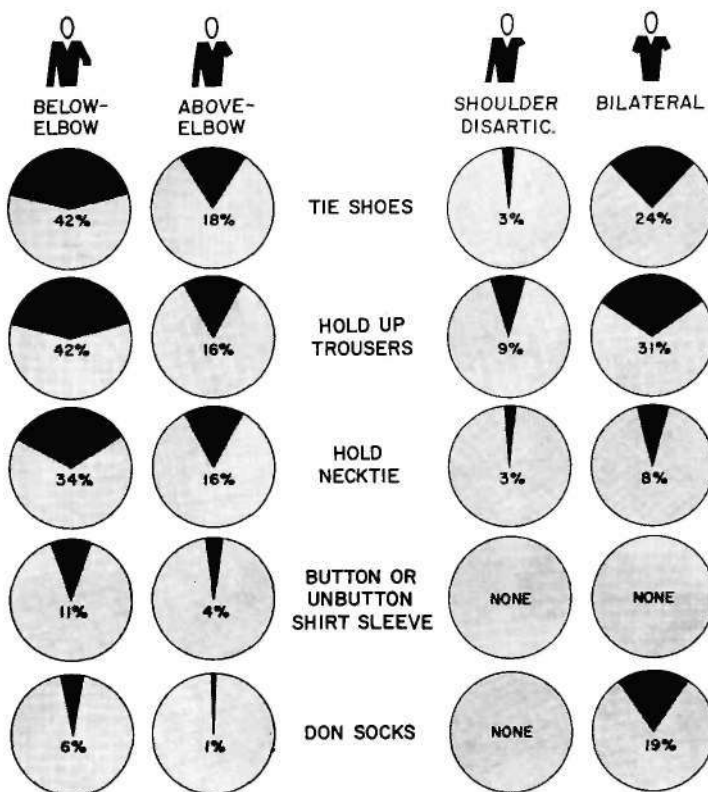 BELOW-
ELBOW
ABOVE-
ELBOW
SHOULDER
DISARTIC.
BILATERAL
42%
18%
TIE SHOES
3%
24%
42%
16%
HOLD UP
TROUSERS
9%
31%
34%
16%
HOLD
NECKTIE
3%
8%
11%
4%
BUTTON OR
UNBUTTON
SHIRT SLEEVE
NONE
NONE
6%
1%
DON SOCKS
NONE
19%